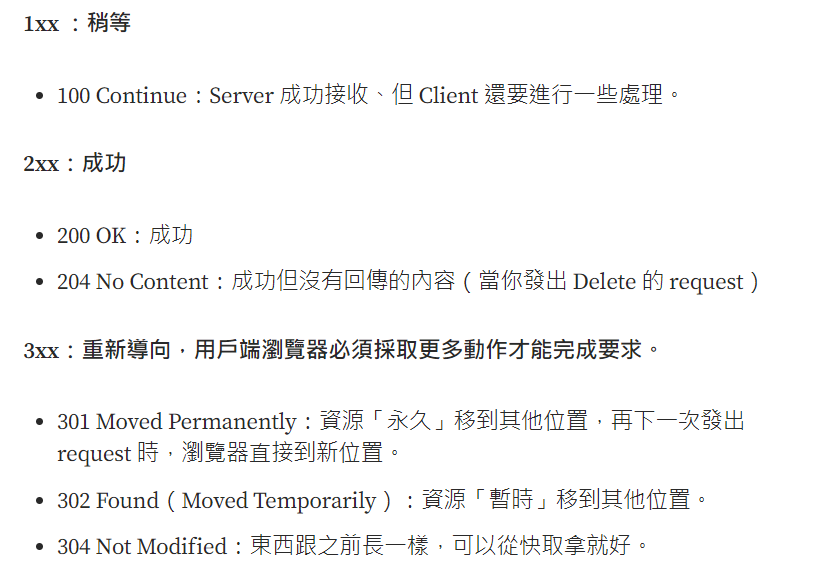 1xx ：稍等
100 Continue：Server 成功接收、但 Client 還要進行一些處理。
2xx：成功
200 OK：成功
204 No Content：成功但沒有回傳的內容（當你發出 Delete 的 request）
3xx：重新導向，用戶端瀏覽器必須採取更多動作才能完成要求。
301 Moved Permanently：資源「永久」移到其他位置，再下一次發出
request 時，瀏覽器直接到新位置。
302 Found（Moved Temporarily）：資源「暫時」移到其他位置。
304 Not Modified：東西跟之前長一樣，可以從快取拿就好。